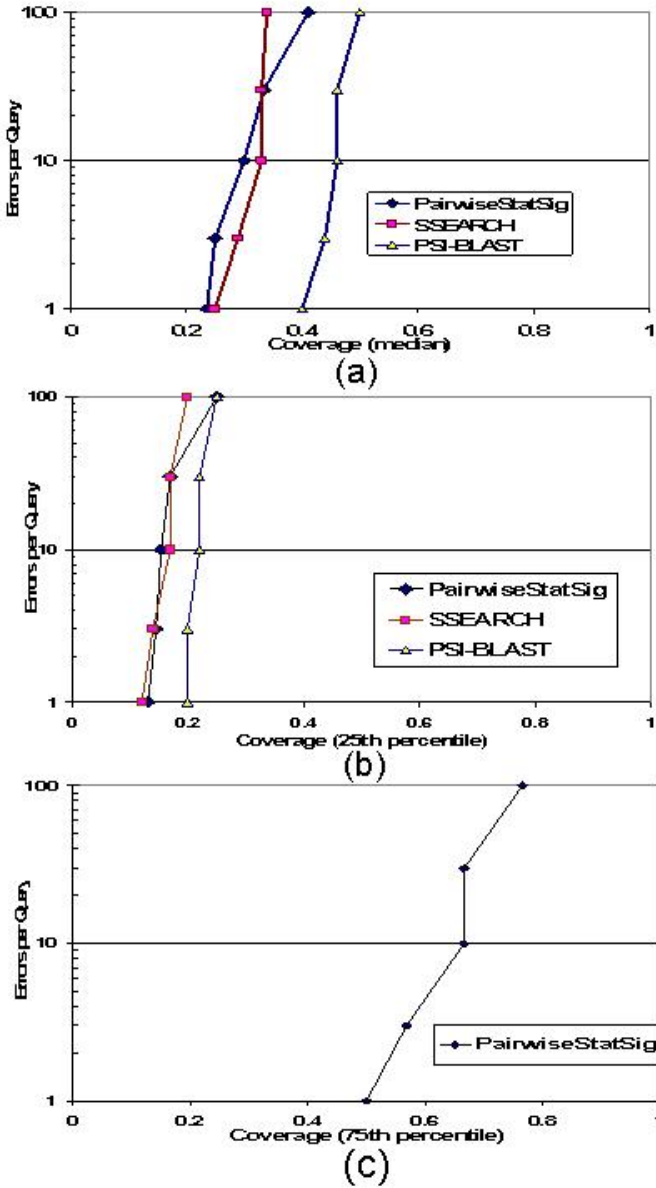 100
10
1
Errors per Query
PairwiseStatSig
SSEARCH
PSI-BLAST
0 0.2 0.4 0.6 0.8 1
Coverage (median)
(a)
100
10
1
Errors per Query
PairwiseStatSig
SSEARCH
PSI-BLAST
0 0.2 0.4 0.6 0.8 1
Coverage (25th percentile)
(b)
100
10
1
Errors per Query
PairwiseStatSig
0 0.2 0.4 0.6 0.8 1
Coverage (75th percentile)
(c)